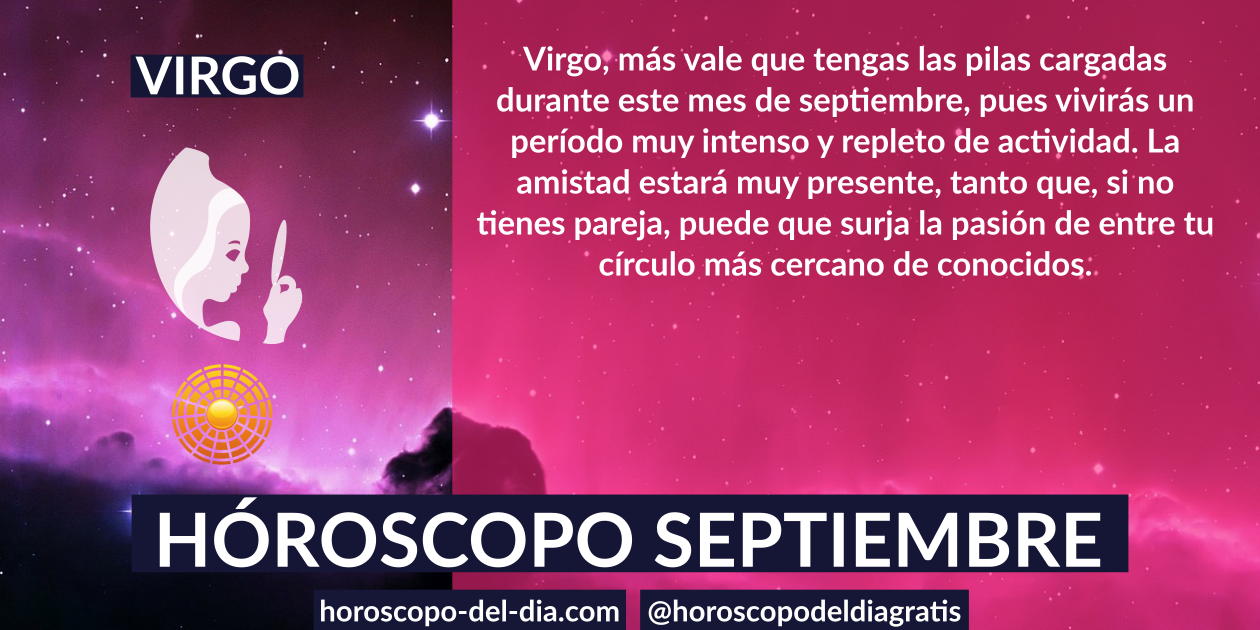 VIRGO
Virgo, más vale que tengas las pilas cargadas
durante este mes de septiembre, pues vivirás un
período muy intenso y repleto de actividad. La
amistad estará muy presente, tanto que, si no
tienes pareja, puede que surja la pasión de entre tu
círculo más cercano de conocidos.
HÓROSCOPO SEPTIEMBRE
horoscopo-del-dia.com
@horoscopodeldiagratis